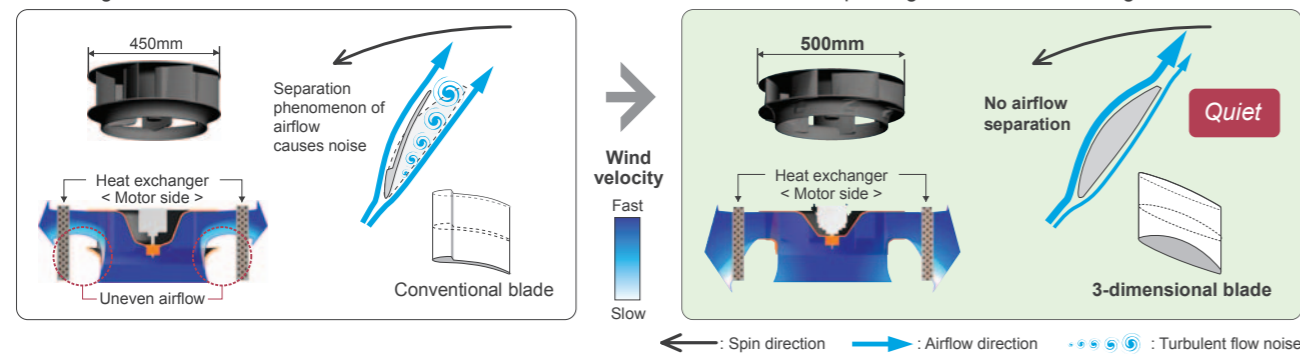 450mm
Separation
phenomenon of
airflow
causes noise
Heat exchanger
< Motor side >
Uneven airflow
Conventional blade
Wind
velocity
Fast
Slow
500mm
No airflow
separation
Quiet
Heat exchanger
< Motor side >
3-dimensional blade
: Spin direction
: Airflow direction
: Turbulent flow noise